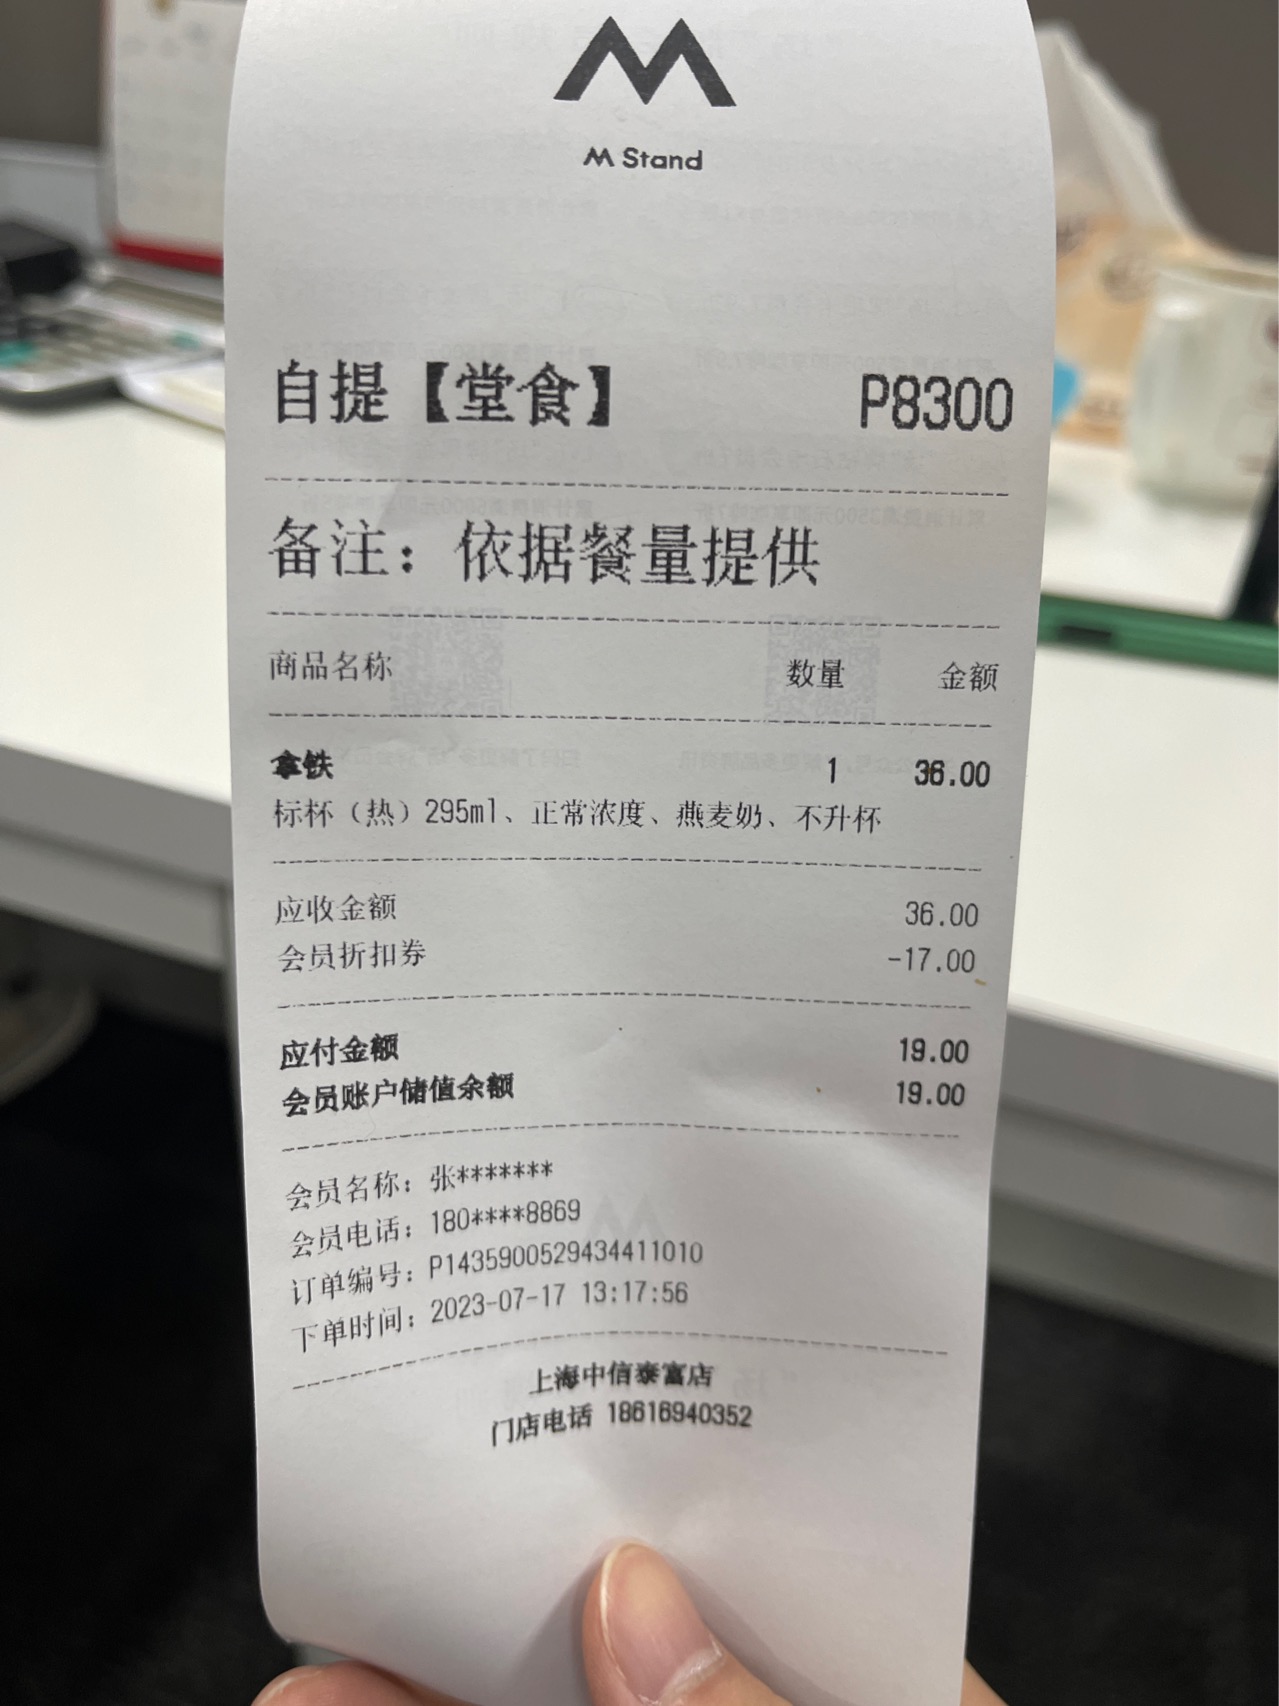 M Stand
自提【堂食】 P8300
备注：依据餐量提供
商品名称 数量 金额
拿铁 1 36.00
标杯（热）295ml、正常浓度、燕麦奶、不升杯
应收金额 36.00
会员折扣券 -17.00
应付金额 19.00
会员账户储值余额 19.00
会员名称：张*******
会员电话：180****8869
订单编号：P1435900529434411010
下单时间：2023-07-17 13:17:56
上海中信泰富店
门店电话 18616940352